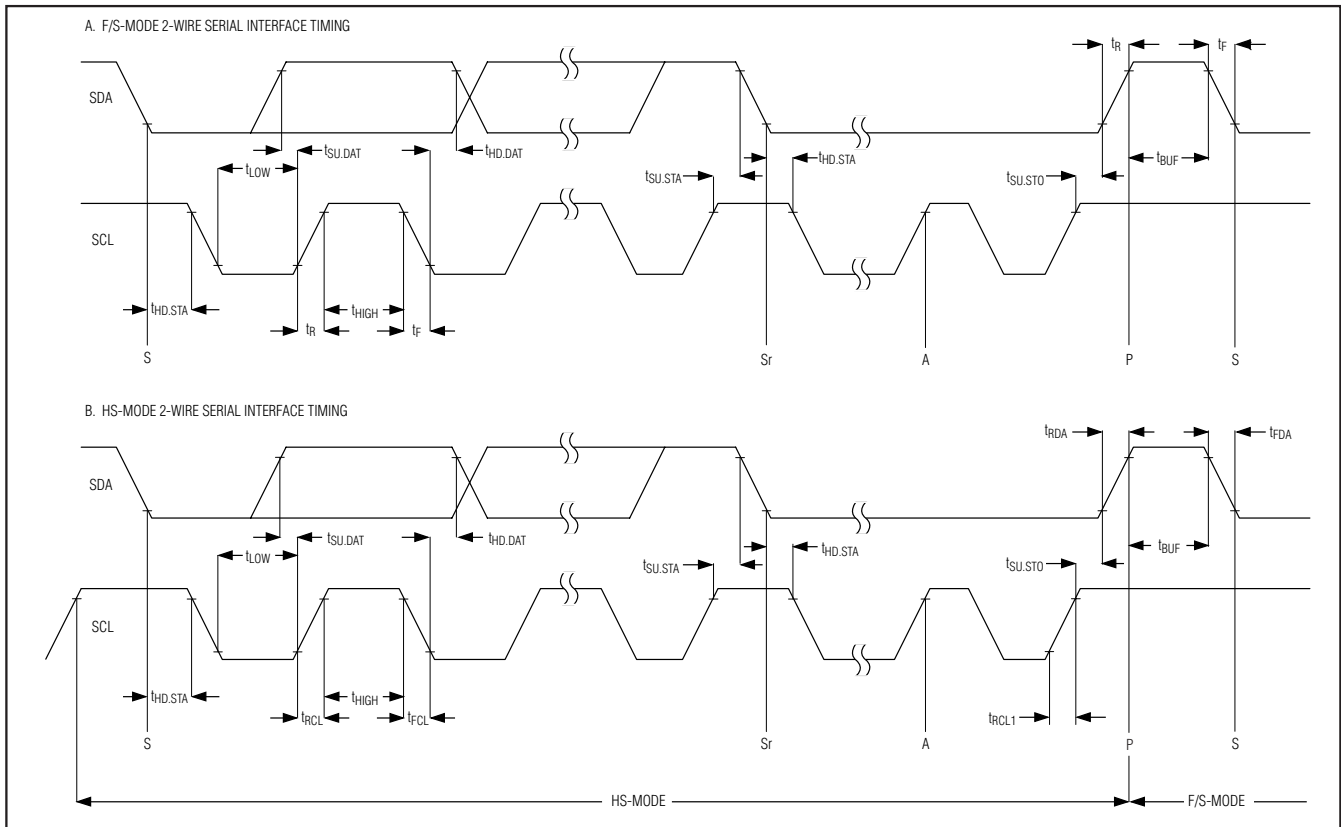 A. F/S-MODE 2-WIRE SERIAL INTERFACE TIMING
tR
tF
SDA
tSU.DAT
tHD.DAT
tLOW
tHD.STA
tBUF
tSU.STA
tSU.STO
SCL
tHD.STA
tR
tHIGH
tF
S
Sr
A
P
S
B. HS-MODE 2-WIRE SERIAL INTERFACE TIMING
tRDA
tFDA
SDA
tSU.DAT
tHD.DAT
tLOW
tHD.STA
tBUF
tSU.STA
tSU.STO
SCL
tHD.STA
tRCL
tHIGH
tFCL
tRCL1
S
Sr
A
P
S
HS-MODE
F/S-MODE